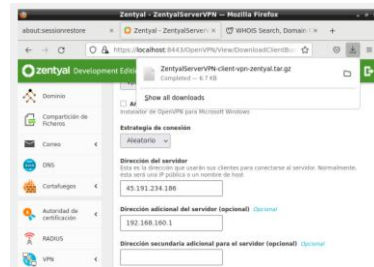 Zentyal - ZentyalServerVPN — Mozilla Firefox
about:sessionrestore
Zentyal - ZentyalServer
WHOIS Search, Domain
https://localhost:8443/OpenVPN/View/DownloadClientBu
zentyal Development Editi
ZentyalServerVPN-client-vpn-zentyal.tar.gz
Completed — 6.7 KB
Show all downloads
Instalador de OpenVPN para Microsoft Windows
Dominio
Compartición de
Ficheros
Correo
DNS
Cortafuegos
Autoridad de
certificación
RADIUS
VPN
Estrategia de conexión
Aleatorio
Dirección del servidor
Esta es la dirección que usarán sus clientes para conectarse al servidor. Normalmente,
ésta será una IP pública o un nombre de host
45.191.234.186
Dirección adicional del servidor (opcional) Opcional
192.168.160.1
Dirección secundaria adicional para el servidor (opcional) Opcional